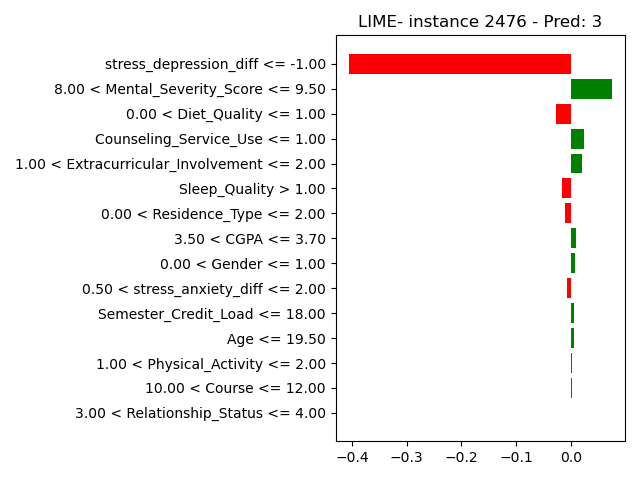 LIME- instance 2476 - Pred: 3
stress_depression_diff <= -1.00
8.00 < Mental_Severity_Score <= 9.50
0.00 < Diet_Quality <= 1.00
Counseling_Service_Use <= 1.00
1.00 < Extracurricular_Involvement <= 2.00
Sleep_Quality > 1.00
0.00 < Residence_Type <= 2.00
3.50 < CGPA <= 3.70
0.00 < Gender <= 1.00
0.50 < stress_anxiety_diff <= 2.00
Semester_Credit_Load <= 18.00
Age <= 19.50
1.00 < Physical_Activity <= 2.00
10.00 < Course <= 12.00
3.00 < Relationship_Status <= 4.00
−0.4 −0.3 −0.2 −0.1 0.0